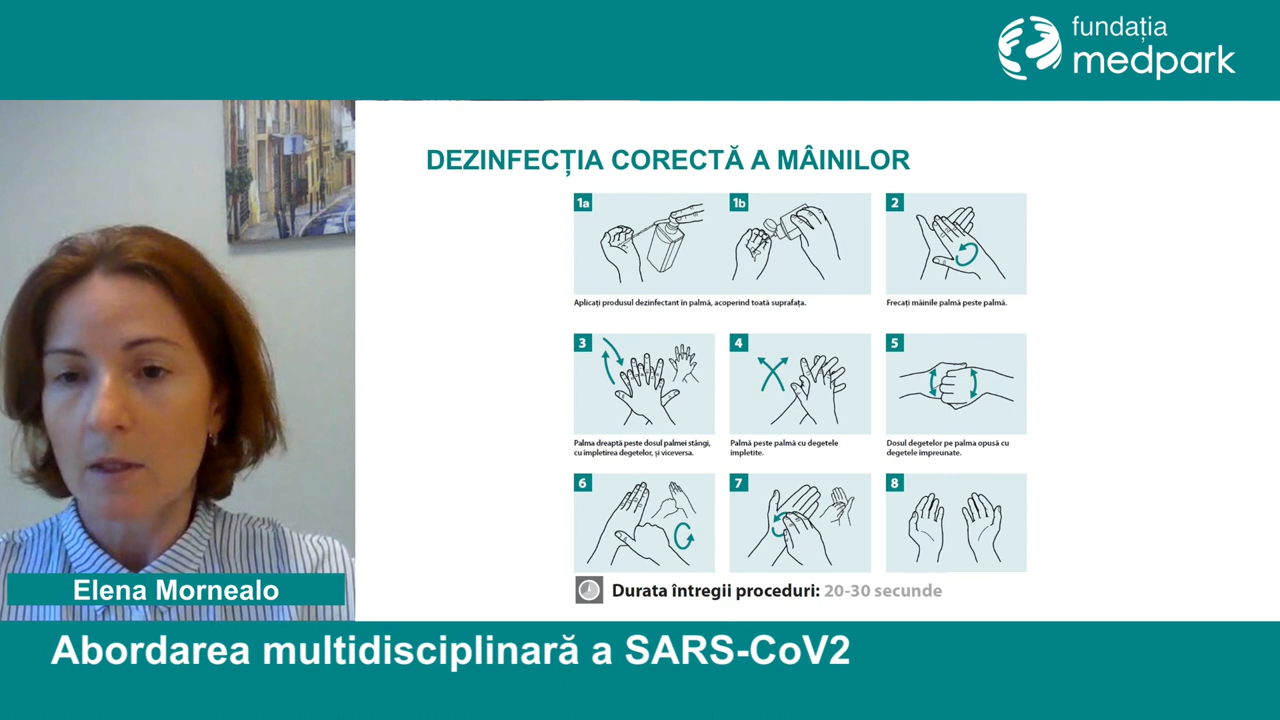 fundația
medpark
DEZINFECȚIA CORECTĂ A MÂINILOR
1a
1b
2
Aplicați produsul dezinfectant în palmă, acoperind toată suprafața.
Frecați mâinile palmă peste palmă.
3
4
5
Palma dreaptă peste dosul palmei stângi,
cu împletirea degetelor, și viceversa.
Palmă peste palmă cu degetele
împletite.
Dosul degetelor pe palma opusă cu
degetele împreunate.
6
7
8
Durata întregii proceduri: 20-30 secunde
Elena Mornealo
Abordarea multidisciplinară a SARS-CoV2